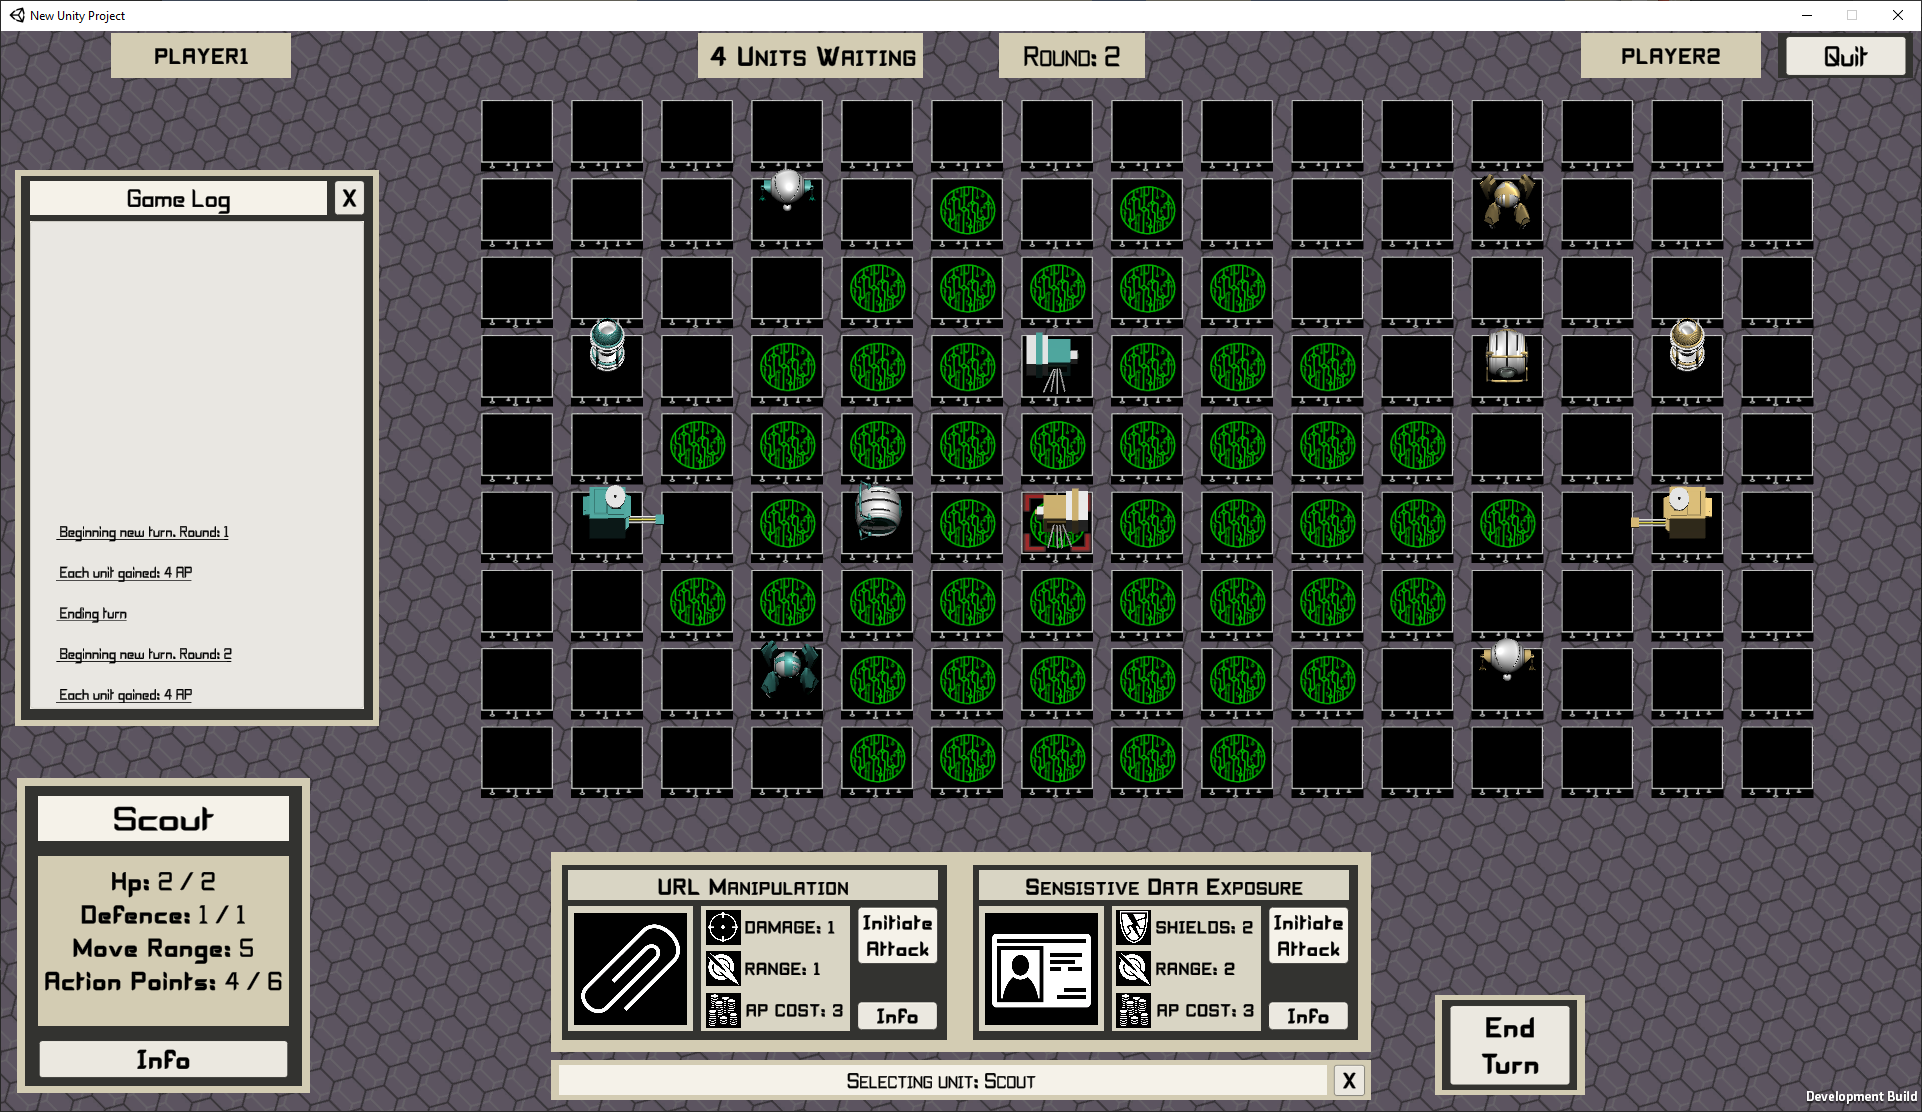 New Unity Project
PLAYER1
4 Units Waiting
Round: 2
PLAYER2
Quit
Game Log
X
Beginning new turn. Round: 1
Each unit gained: 4 AP
Ending turn
Beginning new turn. Round: 2
Each unit gained: 4 AP
Scout
Hp: 2 / 2
Defence: 1 / 1
Move Range: 5
Action Points: 4 / 6
Info
URL Manipulation
Damage: 1
Range: 1
AP Cost: 3
Initiate
Attack
Info
Sensistive Data Exposure
Shields: 2
Range: 2
AP Cost: 3
Initiate
Attack
Info
Selecting unit: Scout
X
End
Turn
Development Build